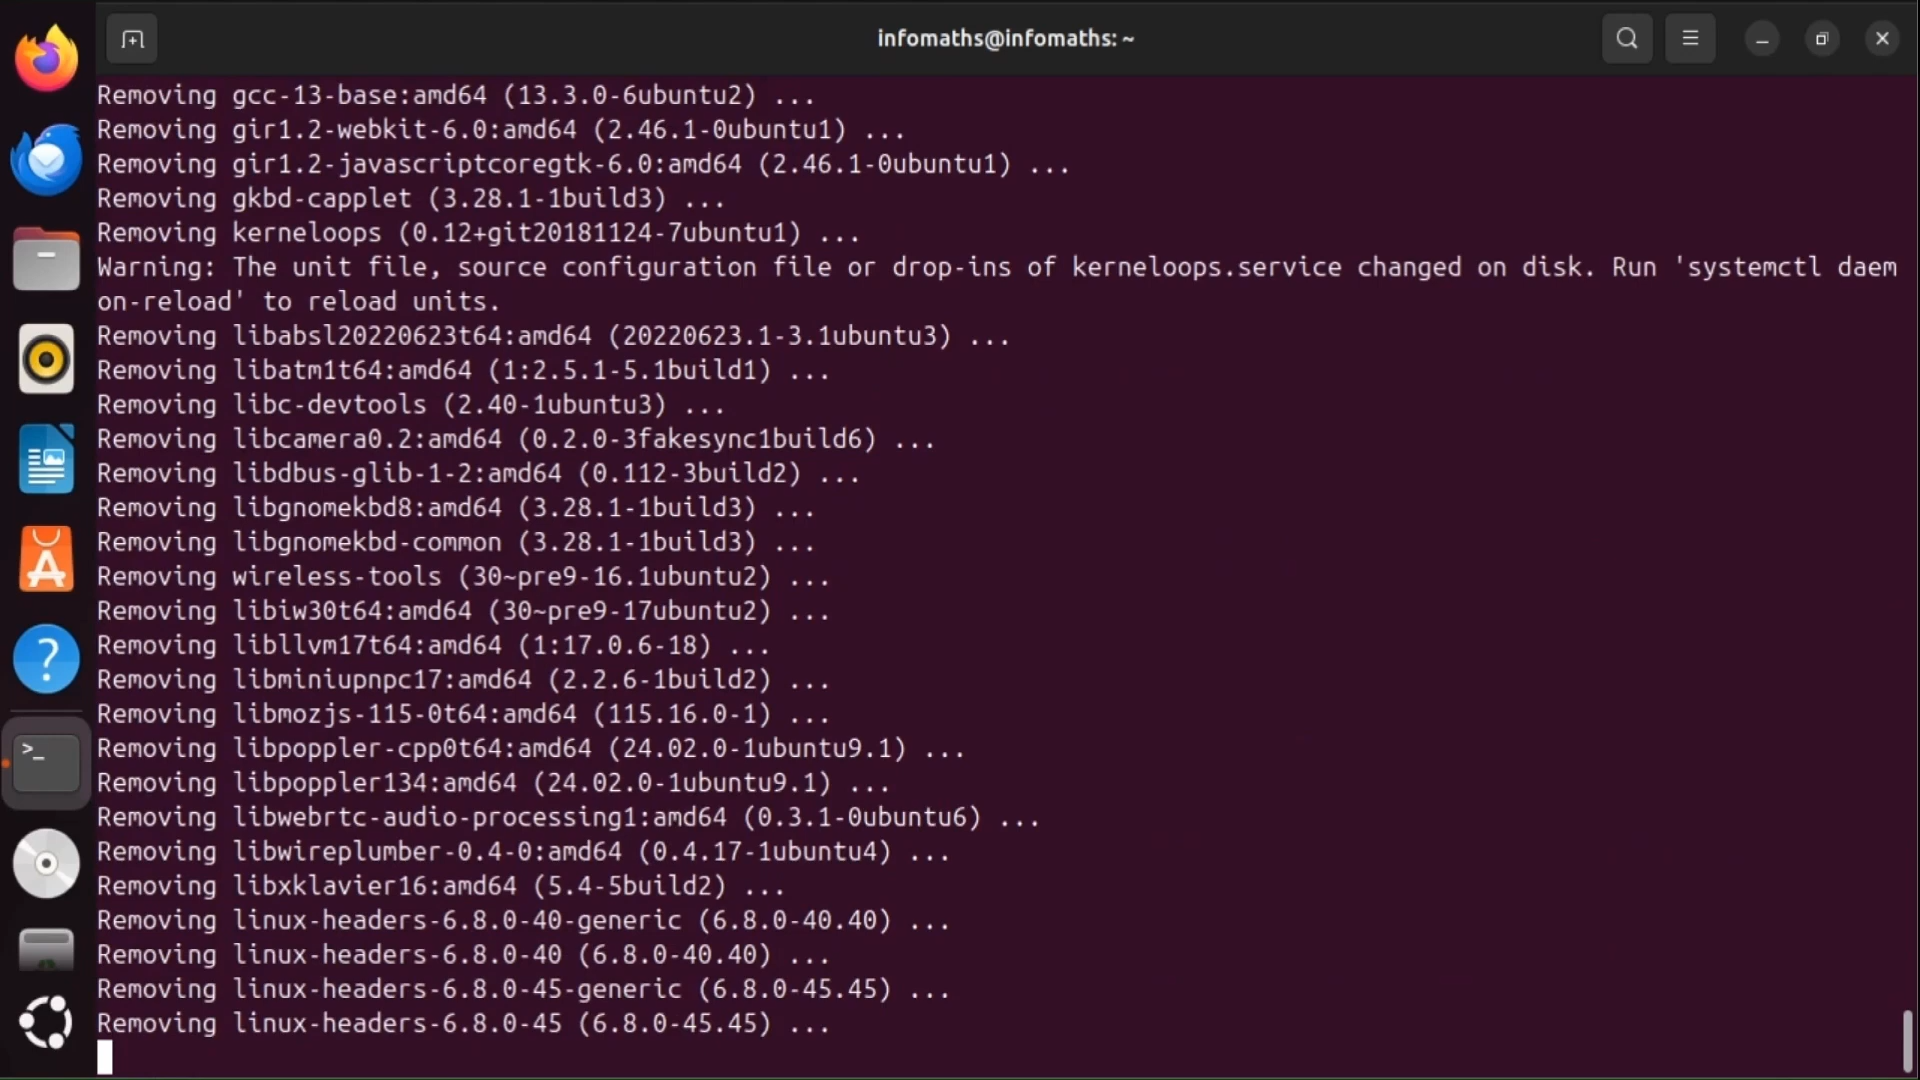 infomaths@infomaths: ~
Removing gcc-13-base:amd64 (13.3.0-6ubuntu2) ...
Removing gir1.2-webkit-6.0:amd64 (2.46.1-0ubuntu1) ...
Removing gir1.2-javascriptcoregtk-6.0:amd64 (2.46.1-0ubuntu1) ...
Removing gkbd-capplet (3.28.1-1build3) ...
Removing kerneloops (0.12+git20181124-7ubuntu1) ...
Warning: The unit file, source configuration file or drop-ins of kerneloops.service changed on disk. Run 'systemctl daem
on-reload' to reload units.
Removing libabsl20220623t64:amd64 (20220623.1-3.1ubuntu3) ...
Removing libatm1t64:amd64 (1:2.5.1-5.1build1) ...
Removing libc-devtools (2.40-1ubuntu3) ...
Removing libcamera0.2:amd64 (0.2.0-3fakesync1build6) ...
Removing libdbus-glib-1-2:amd64 (0.112-3build2) ...
Removing libgnomekbd8:amd64 (3.28.1-1build3) ...
Removing libgnomekbd-common (3.28.1-1build3) ...
Removing wireless-tools (30~pre9-16.1ubuntu2) ...
Removing libiw30t64:amd64 (30~pre9-17ubuntu2) ...
Removing libllvm17t64:amd64 (1:17.0.6-18) ...
Removing libminiupnpc17:amd64 (2.2.6-1build2) ...
Removing libmozjs-115-0t64:amd64 (115.16.0-1) ...
Removing libpoppler-cpp0t64:amd64 (24.02.0-1ubuntu9.1) ...
Removing libpoppler134:amd64 (24.02.0-1ubuntu9.1) ...
Removing libwebrtc-audio-processing1:amd64 (0.3.1-0ubuntu6) ...
Removing libwireplumber-0.4-0:amd64 (0.4.17-1ubuntu4) ...
Removing libxklavier16:amd64 (5.4-5build2) ...
Removing linux-headers-6.8.0-40-generic (6.8.0-40.40) ...
Removing linux-headers-6.8.0-40 (6.8.0-40.40) ...
Removing linux-headers-6.8.0-45-generic (6.8.0-45.45) ...
Removing linux-headers-6.8.0-45 (6.8.0-45.45) ...